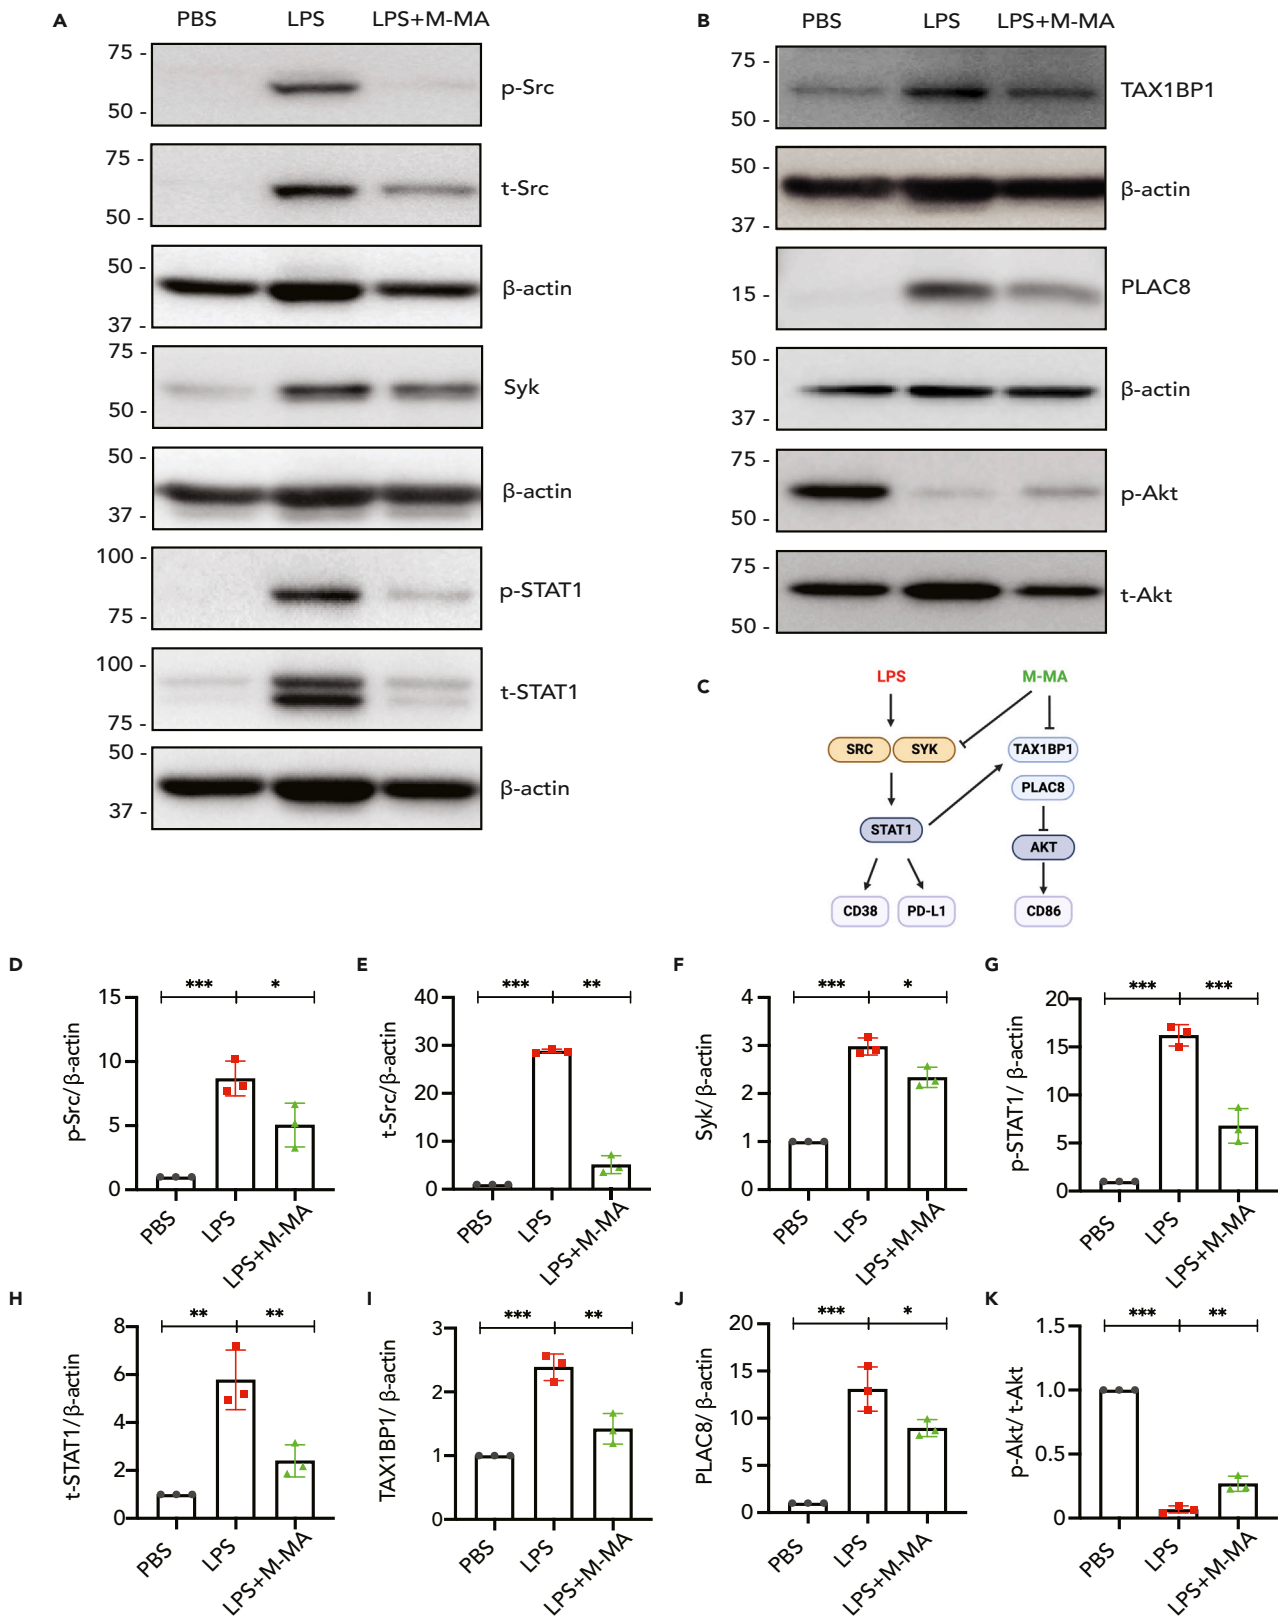 A
PBS LPS LPS+M-MA
75 -
50 -
p-Src
75 -
50 -
t-Src
50 -
37 -
β-actin
75 -
50 -
Syk
50 -
37 -
β-actin
100 -
75 -
p-STAT1
100 -
75 -
t-STAT1
50 -
37 -
β-actin
B
PBS LPS LPS+M-MA
75 -
50 -
TAX1BP1
50 -
37 -
β-actin
15 -
PLAC8
50 -
37 -
β-actin
75 -
50 -
p-Akt
75 -
50 -
t-Akt
C
LPS M-MA
SRC SYK TAX1BP1
PLAC8
STAT1
AKT
CD38 PD-L1 CD86
D
*** *
p-Src/β-actin
15
10
5
0
PBS LPS LPS+M-MA
E
*** **
t-Src/β-actin
40
30
20
10
0
PBS LPS LPS+M-MA
F
*** *
Syk/β-actin
4
3
2
1
0
PBS LPS LPS+M-MA
G
*** ***
p-STAT1/ β-actin
20
15
10
5
0
PBS LPS LPS+M-MA
H
** **
t-STAT1/ β-actin
8
6
4
2
0
PBS LPS LPS+M-MA
I
*** **
TAX1BP1/ β-actin
3
2
1
0
PBS LPS LPS+M-MA
J
*** *
PLAC8/ β-actin
20
15
10
5
0
PBS LPS LPS+M-MA
K
*** **
p-Akt/ t-Akt
1.5
1.0
0.5
0
PBS LPS LPS+M-MA